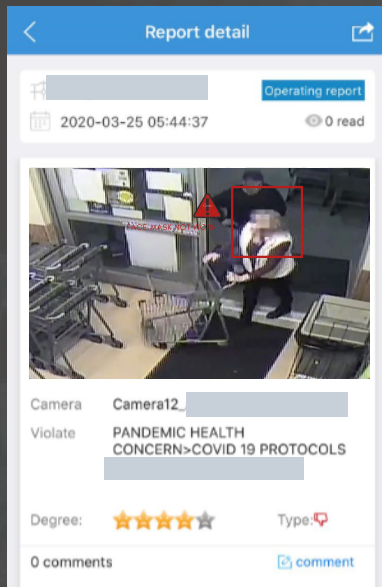 Report detail
Operating report
2020-03-25 05:44:37
0 read
Camera Camera12_
Violate PANDEMIC HEALTH
CONCERN>COVID 19 PROTOCOLS
Degree: Type:
0 comments comment